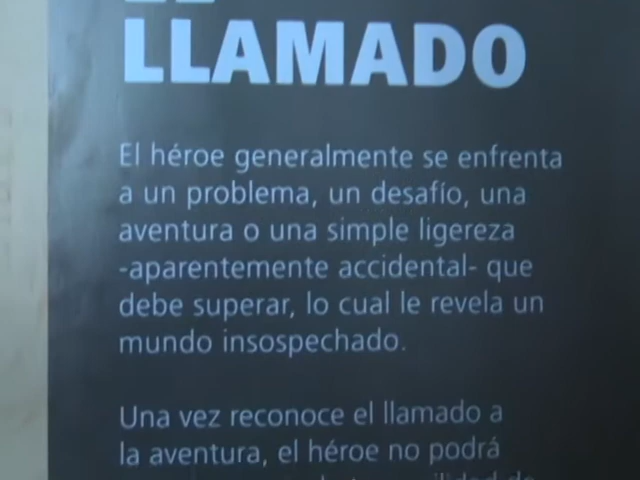 EL
LLAMADO
El héroe generalmente se enfrenta
a un problema, un desafío, una
aventura o una simple ligereza
-aparentemente accidental- que
debe superar, lo cual le revela un
mundo insospechado.
Una vez reconoce el llamado a
la aventura, el héroe no podrá